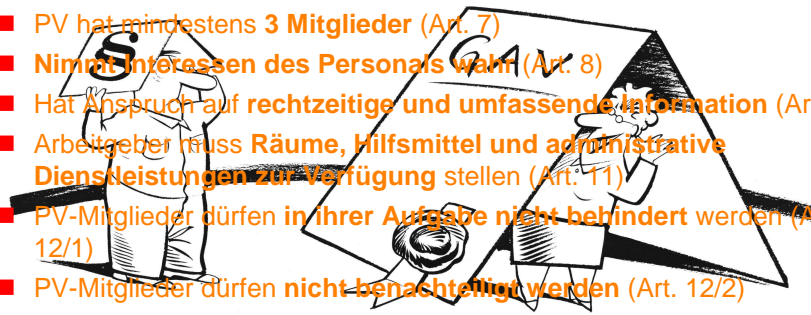 PV hat mindestens 3 Mitglieder (Art. 7)
Nimmt Interessen des Personals wahr (Art. 8)
Hat Anspruch auf rechtzeitige und umfassende Information (Ar
Arbeitgeber muss Räume, Hilfsmittel und administrative
Dienstleistungen zur Verfügung stellen (Art. 11)
PV-Mitglieder dürfen in ihrer Aufgabe nicht behindert werden (A
12/1)
PV-Mitglieder dürfen nicht benachteiligt werden (Art. 12/2)
§
GAV